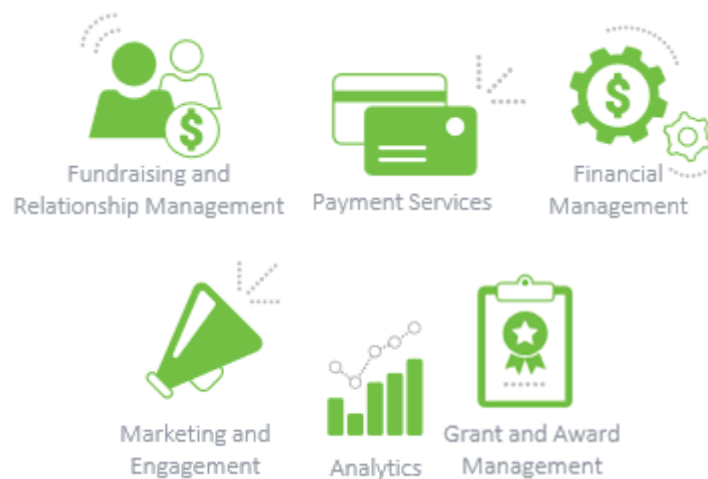 Fundraising and
Relationship Management
Payment Services
Financial
Management
Marketing and
Engagement
Analytics
Grant and Award
Management